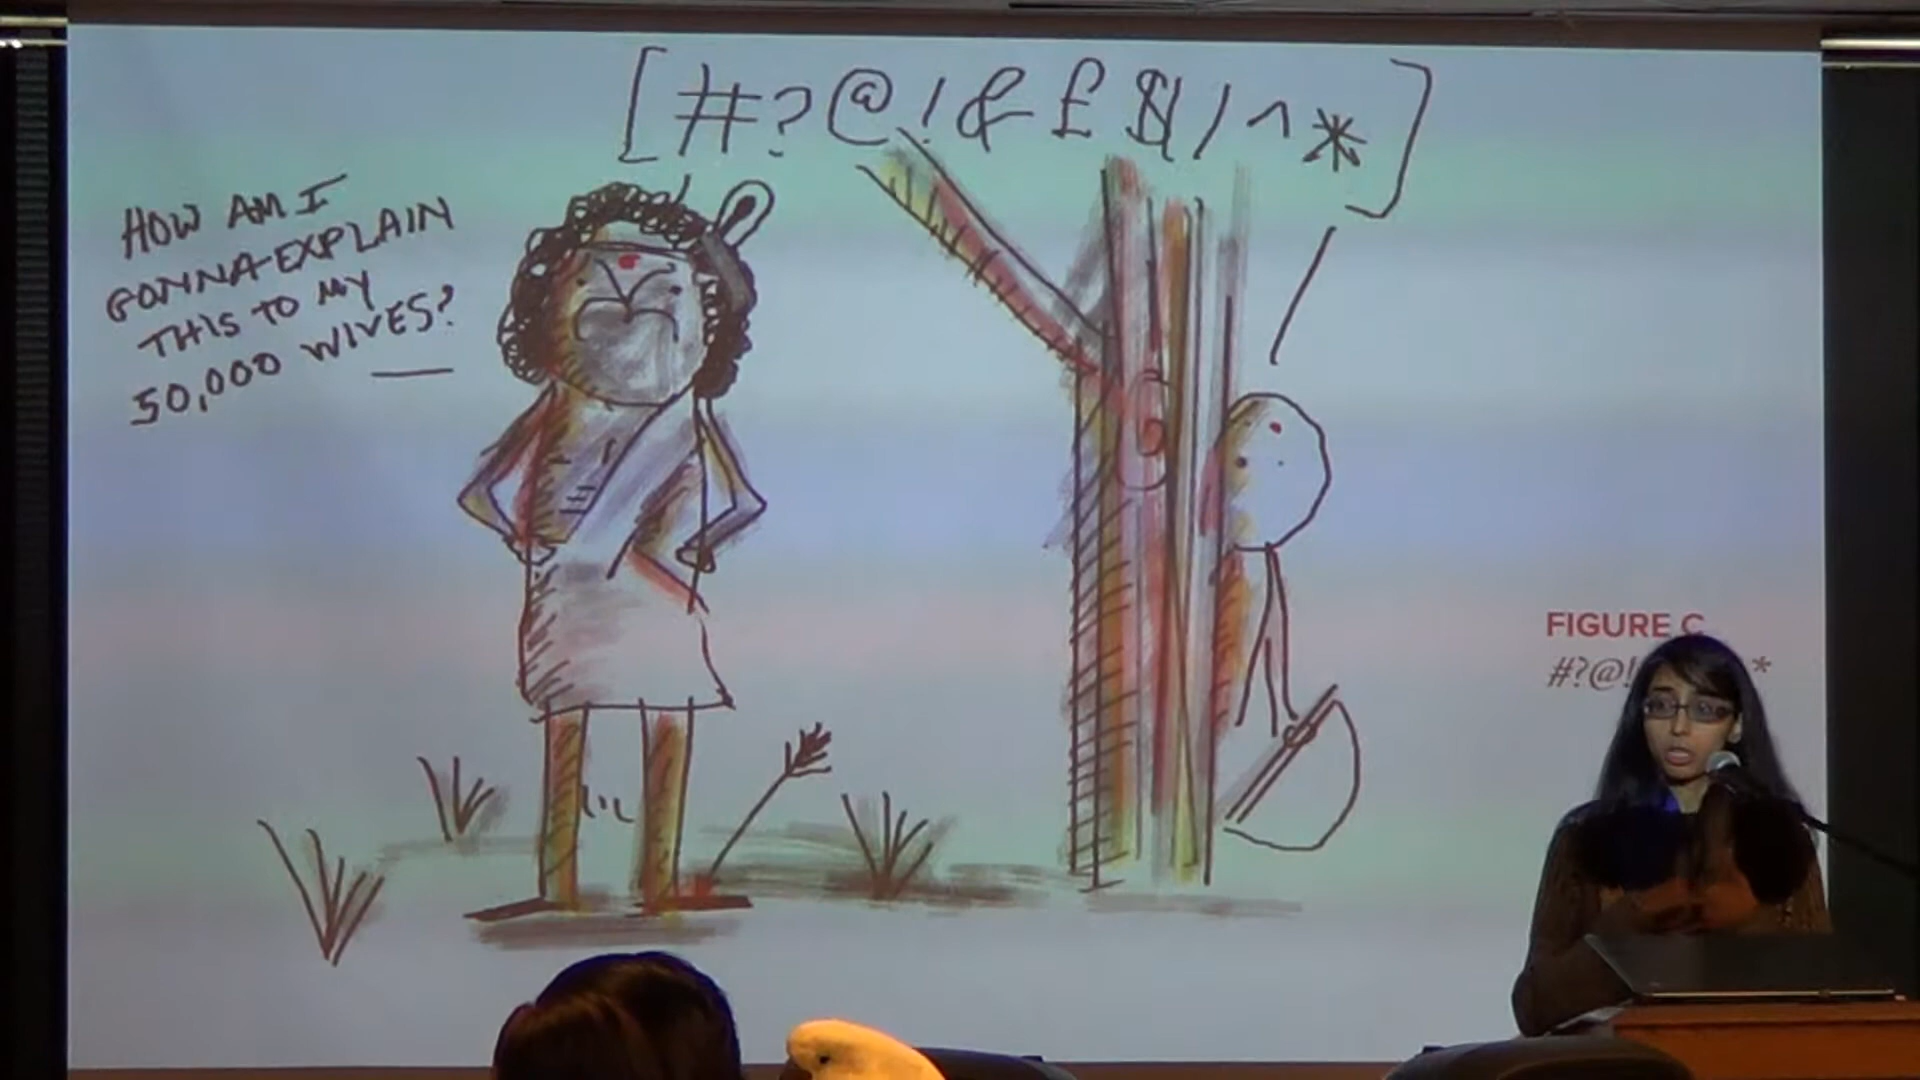 [#?@!&£$/^*]
HOW AM I
GONNA EXPLAIN
THIS TO MY
50,000 WIVES?
FIGURE C
#?@! *